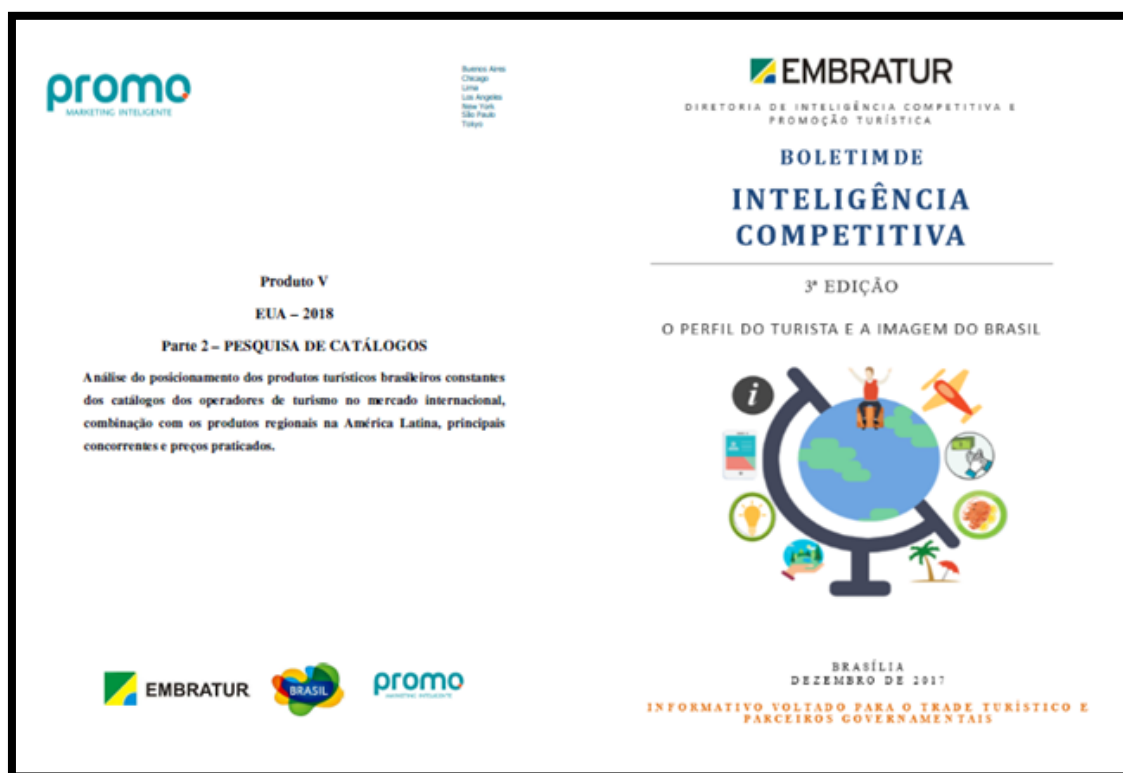 promo
MARKETING INTELIGENTE
Buenos Aires
Chicago
Lima
Los Angeles
New York
São Paulo
Tokyo
Produto V
EUA – 2018
Parte 2 – PESQUISA DE CATÁLOGOS
Análise do posicionamento dos produtos turísticos brasileiros constantes
dos catálogos dos operadores de turismo no mercado internacional,
combinação com os produtos regionais na América Latina, principais
concorrentes e preços praticados.
EMBRATUR
BRASIL
promo
MARKETING INTELIGENTE
EMBRATUR
DIRETORIA DE INTELIGÊNCIA COMPETITIVA E
PROMOÇÃO TURÍSTICA
BOLETIMDE
INTELIGÊNCIA
COMPETITIVA
3ª EDIÇÃO
O PERFIL DO TURISTA E A IMAGEM DO BRASIL
i
BRASÍLIA
DEZEMBRO DE 2017
INFORMATIVO VOLTADO PARA O TRADE TURÍSTICO E
PARCEIROS GOVERNAMENTAIS